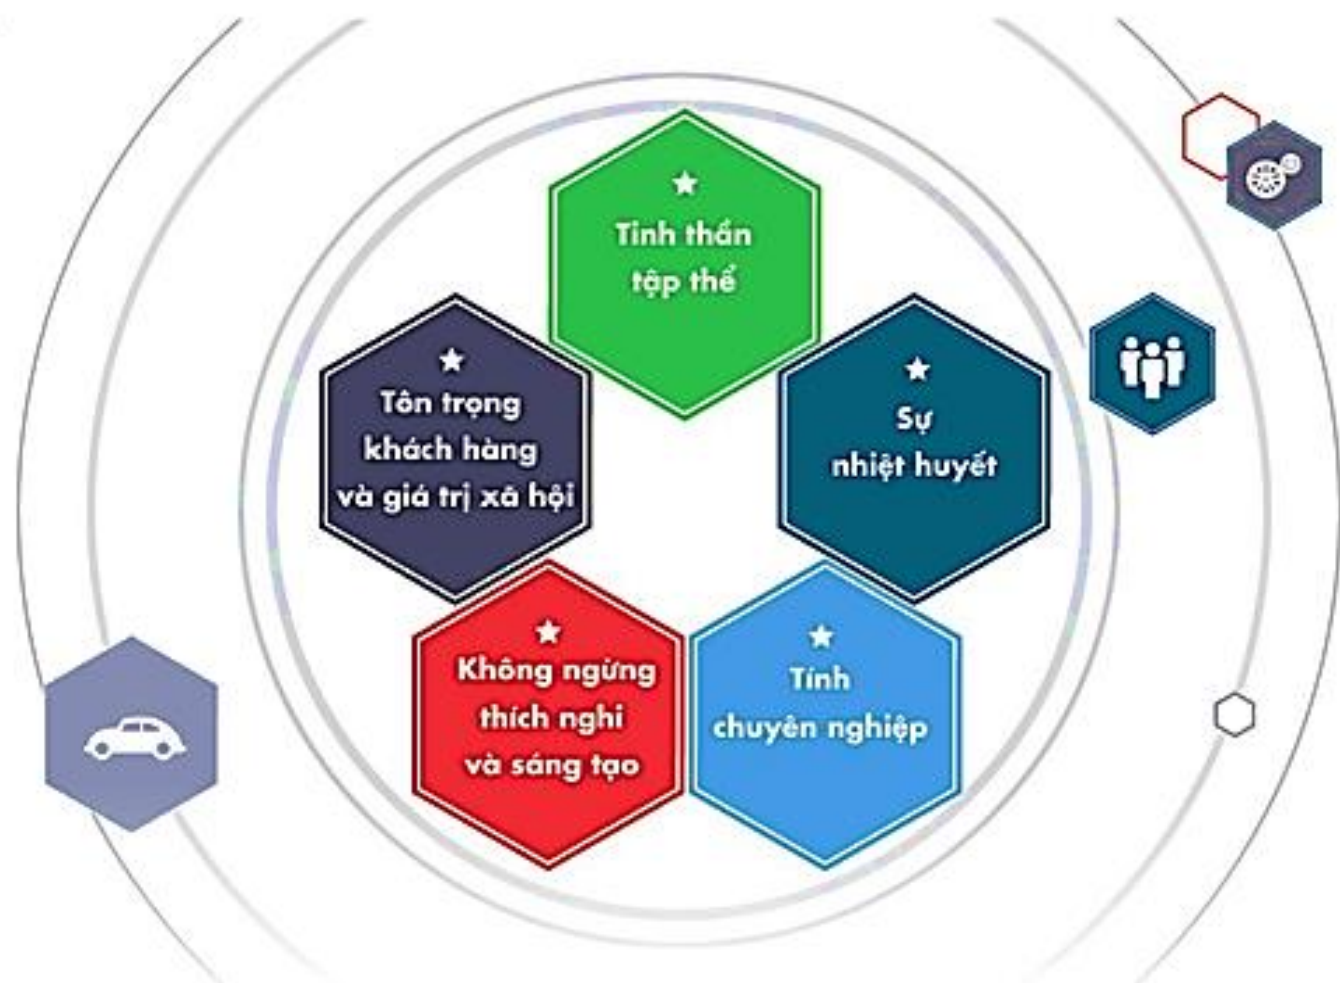 Tinh thần
tập thể
Tôn trọng
khách hàng
và giá trị xã hội
Sự
nhiệt huyết
Không ngừng
thích nghi
và sáng tạo
Tính
chuyên nghiệp